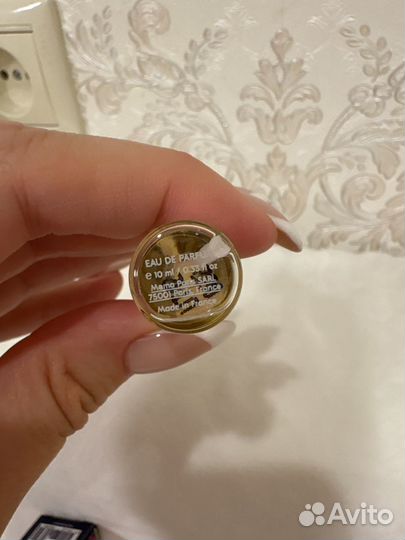 EAU DE PARFUM
℮ 10 ml / 0.33 fl oz
Memo Paris SARL
75001 Paris, France
Made in France
Avito